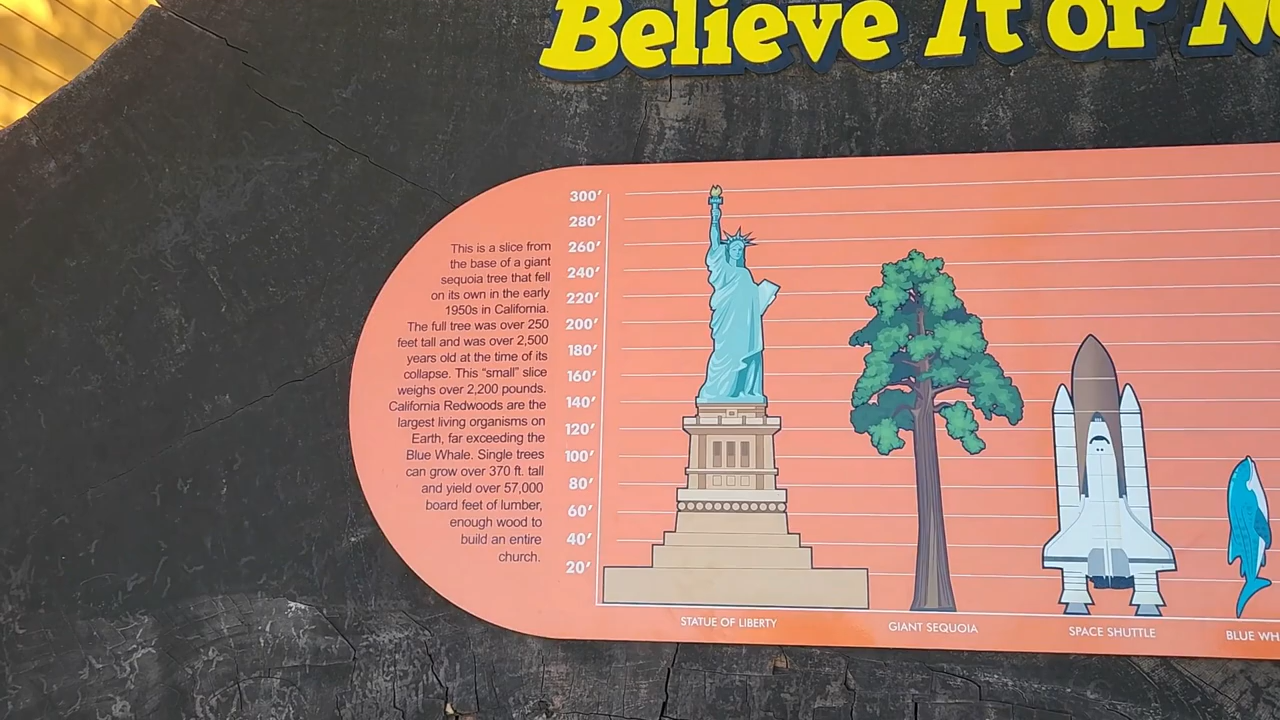 Believe It or
This is a slice from
the base of a giant
sequoia tree that fell
on its own in the early
1950s in California.
The full tree was over 250
feet tall and was over 2,500
years old at the time of its
collapse. This “small” slice
weighs over 2,200 pounds.
California Redwoods are the
largest living organisms on
Earth, far exceeding the
Blue Whale. Single trees
can grow over 370 ft. tall
and yield over 57,000
board feet of lumber,
enough wood to
build an entire
church.
300′
280′
260′
240′
220′
200′
180′
160′
140′
120′
100′
80′
60′
40′
20′
STATUE OF LIBERTY
GIANT SEQUOIA
SPACE SHUTTLE
BLUE WH